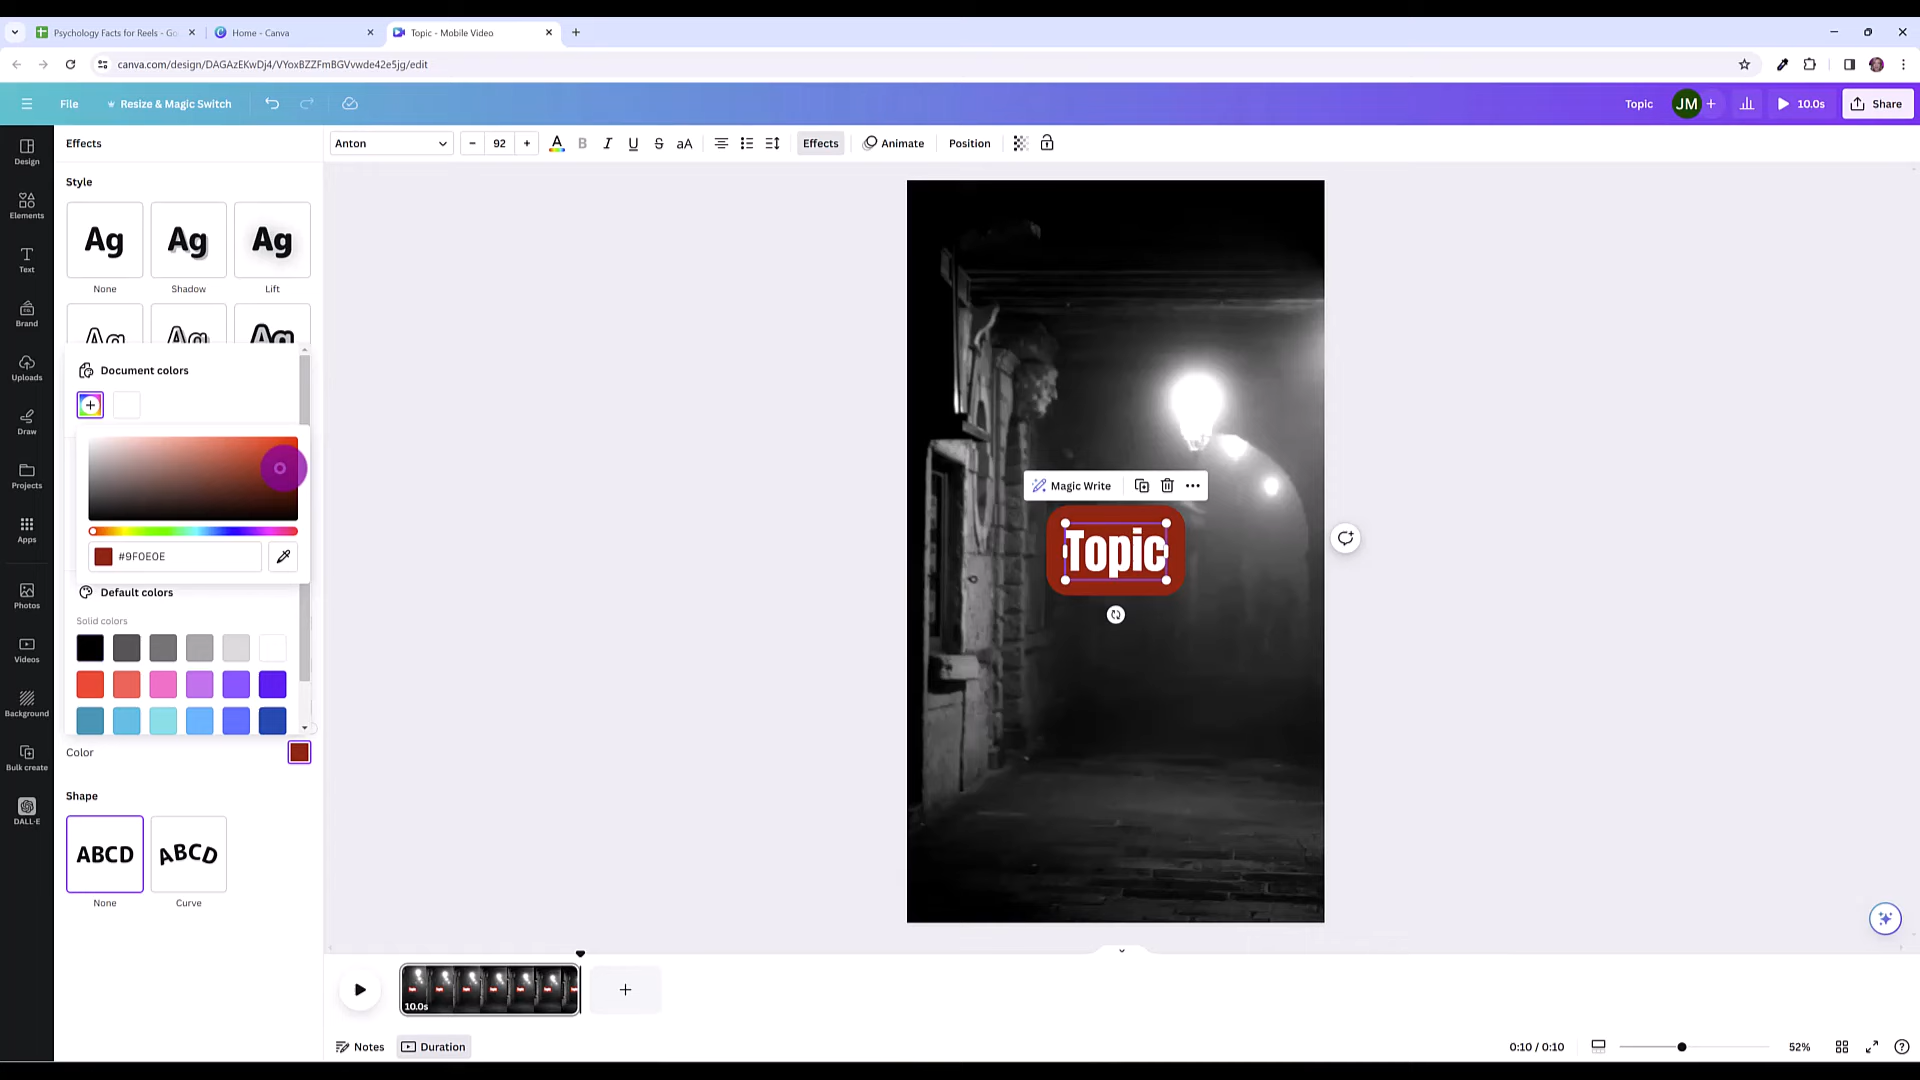 Psychology Facts for Reels - Go
Home - Canva
Topic - Mobile Video
canva.com/design/DAGAzEKwDj4/VYoxBZZFmBGVvwde42e5jg/edit
File
Resize & Magic Switch
Topic
JM
10.0s
Share
Design
Elements
Text
Brand
Uploads
Draw
Projects
Apps
Photos
Videos
Background
Bulk create
DALL·E
Effects
Anton
92
A
B
I
U
S
aA
Effects
Animate
Position
Style
Ag
Ag
Ag
None
Shadow
Lift
Ag
Ag
Ag
Document colors
#9F0E0E
Default colors
Solid colors
Color
Shape
ABCD
ABCD
None
Curve
Magic Write
Topic
10.0s
Notes
Duration
0:10 / 0:10
52%